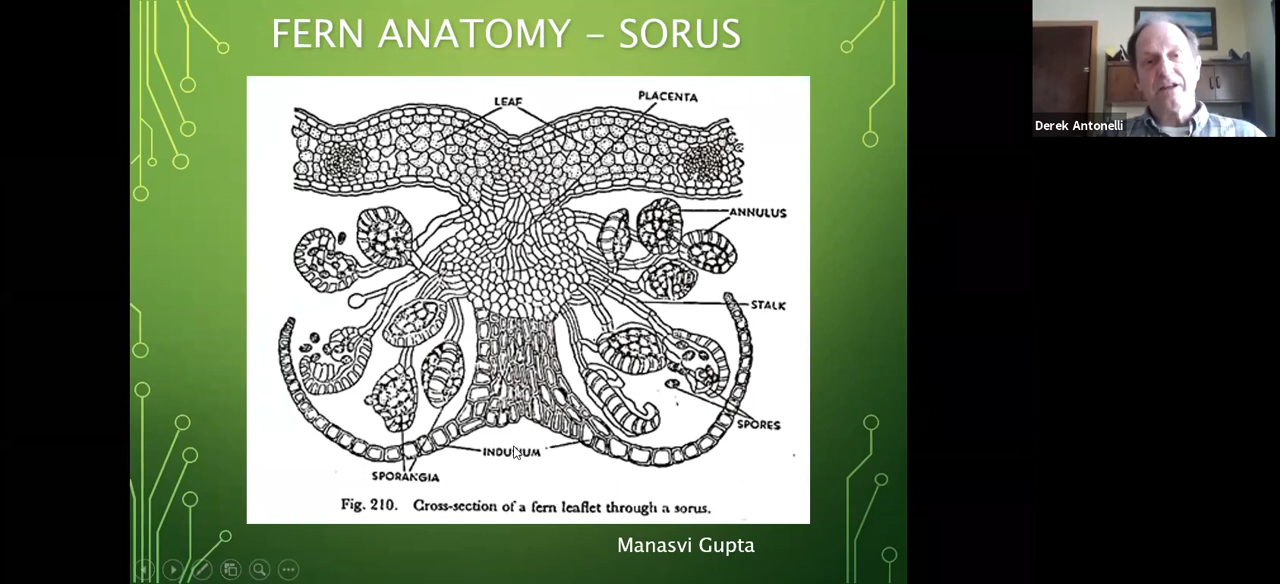 FERN ANATOMY – SORUS
LEAF
PLACENTA
ANNULUS
STALK
SPORES
INDUSIUM
SPORANGIA
Fig. 210. Cross-section of a fern leaflet through a sorus.
Manasvi Gupta
Derek Antonelli